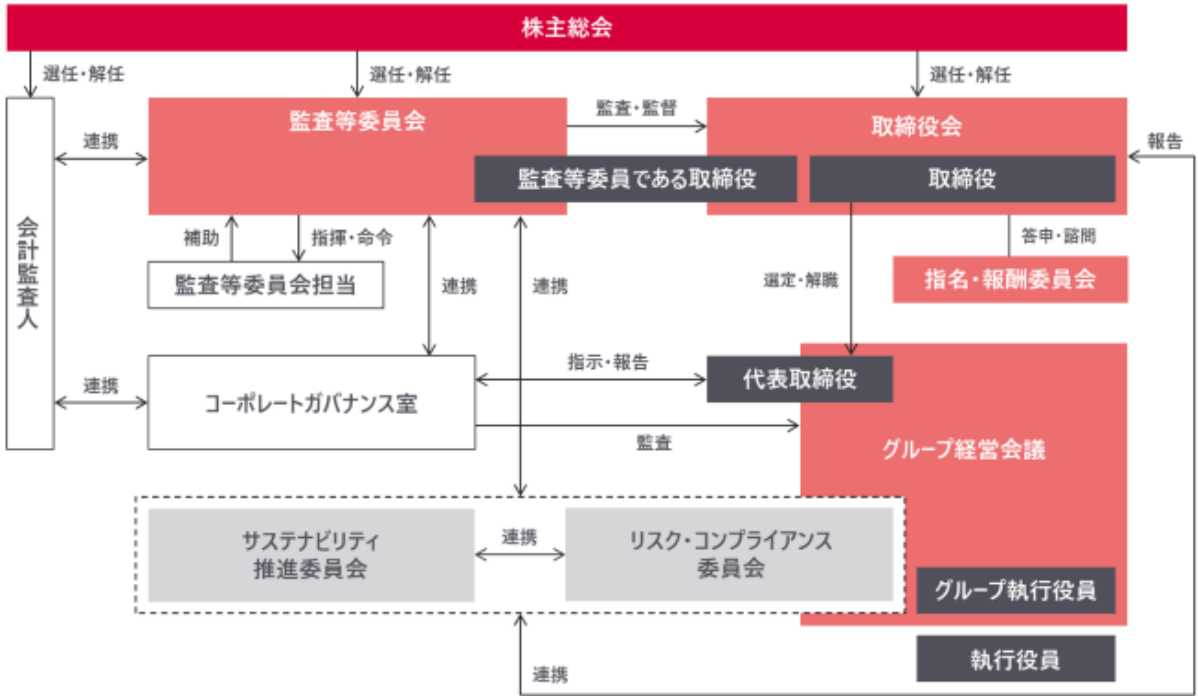 株主総会
選任・解任
選任・解任
選任・解任
監査等委員会
監査・監督
取締役会
連携
報告
監査等委員である取締役
取締役
会計監査人
補助
指揮・命令
答申・諮問
監査等委員会担当
連携
連携
選定・解職
指名・報酬委員会
指示・報告
代表取締役
連携
コーポレートガバナンス室
監査
グループ経営会議
サステナビリティ
推進委員会
連携
リスク・コンプライアンス
委員会
グループ執行役員
執行役員
連携